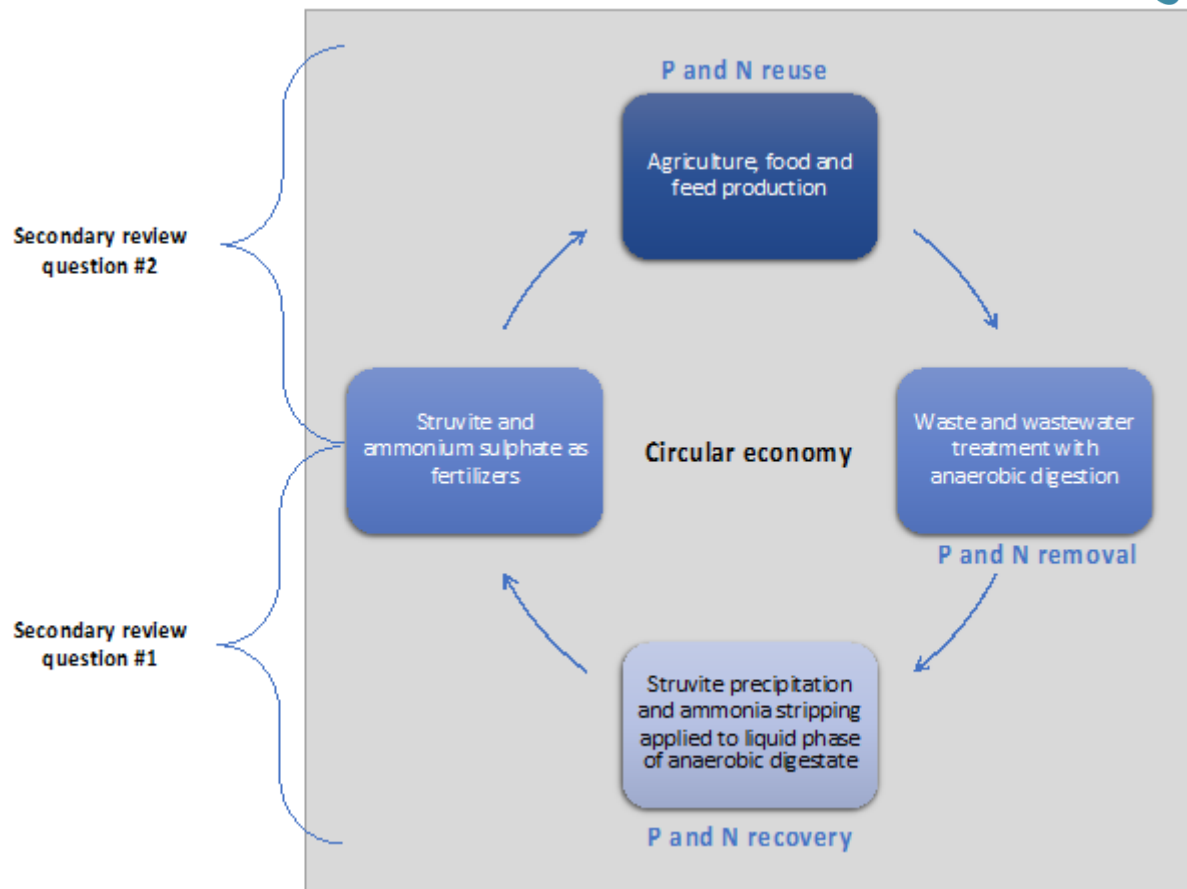 P and N reuse
Agriculture, food and
feed production
Secondary review
question #2
Struvite and
ammonium sulphate as
fertilizers
Circular economy
Waste and wastewater
treatment with
anaerobic digestion
P and N removal
Secondary review
question #1
Struvite precipitation
and ammonia stripping
applied to liquid phase
of anaerobic digestate
P and N recovery